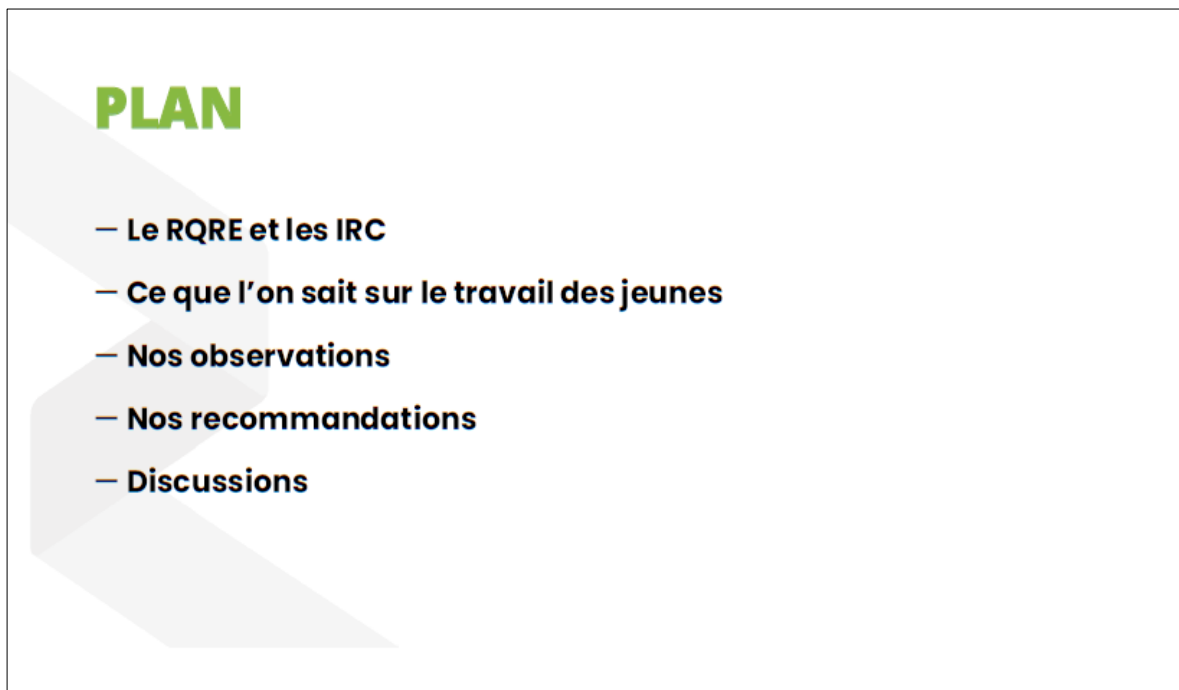 PLAN
— Le RQRE et les IRC
— Ce que l’on sait sur le travail des jeunes
— Nos observations
— Nos recommandations
— Discussions